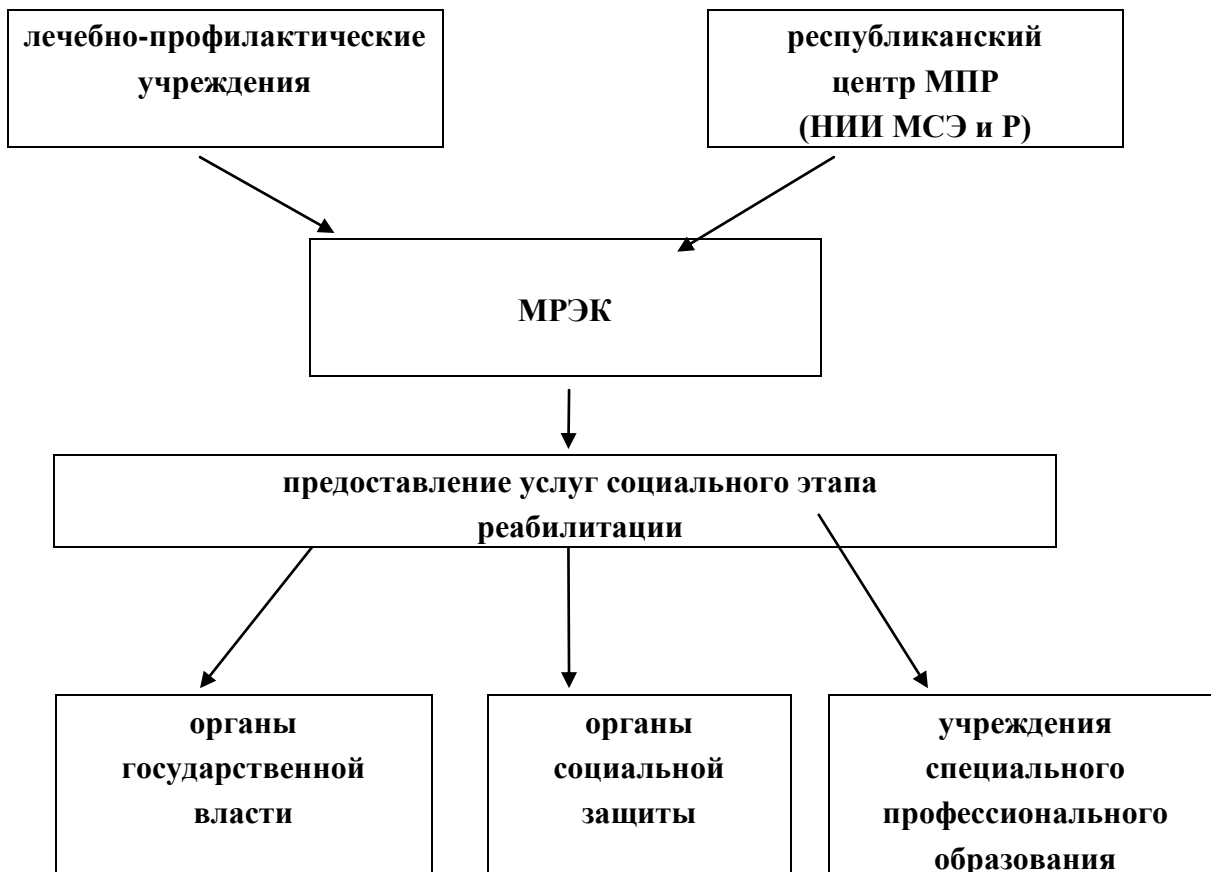 лечебно-профилактические
учреждения
республиканский
центр МПР
(НИИ МСЭ и Р)
МРЭК
предоставление услуг социального этапа
реабилитации
органы
государственной
власти
органы
социальной
защиты
учреждения
специального
профессионального
образования